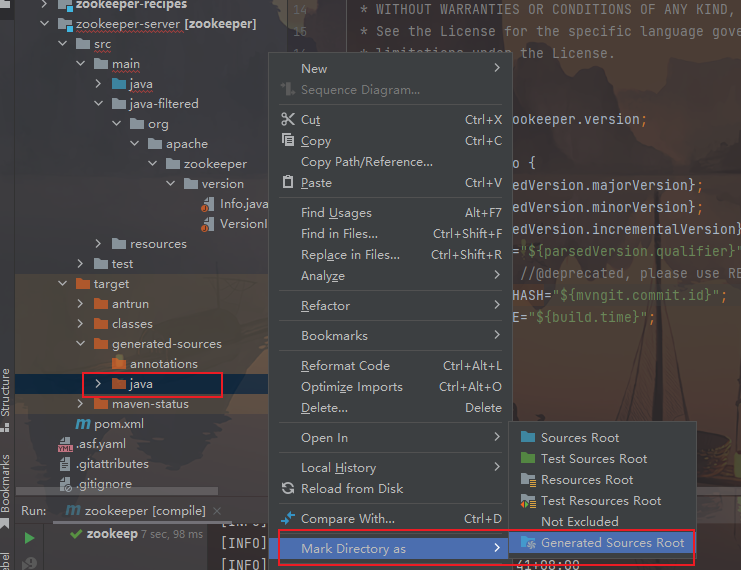 zookeeper-recipes
zookeeper-server [zookeeper]
src
main
java
java-filtered
org
apache
zookeeper
version
Info.java
VersionI
resources
test
target
antrun
classes
generated-sources
annotations
java
maven-status
pom.xml
.asf.yaml
.gitattributes
.gitignore
14
* WITHOUT WARRANTIES OR CONDITIONS OF ANY KIND,
15
* See the License for the specific language gove
the License.
ookeeper.version;
o {
edVersion.majorVersion};
edVersion.minorVersion};
edVersion.incrementalVersion}
="${parsedVersion.qualifier}"
//@deprecated, please use RE
HASH="${mvngit.commit.id}";
E="${build.time}";
New
Sequence Diagram...
Cut Ctrl+X
Copy Ctrl+C
Copy Path/Reference...
Paste Ctrl+V
Find Usages Alt+F7
Find in Files... Ctrl+Shift+F
Replace in Files... Ctrl+Shift+R
Analyze
Refactor
Bookmarks
Reformat Code Ctrl+Alt+L
Optimize Imports Ctrl+Alt+O
Delete... Delete
Open In
Local History
Reload from Disk
Compare With... Ctrl+D
Mark Directory as
Sources Root
Test Sources Root
Resources Root
Test Resources Root
Not Excluded
Generated Sources Root
Structure
Bookmarks
Run: zookeeper [compile]
zookeep 7 sec, 98 ms
[INFO]
[INFO]
[INFO]
41+08:00